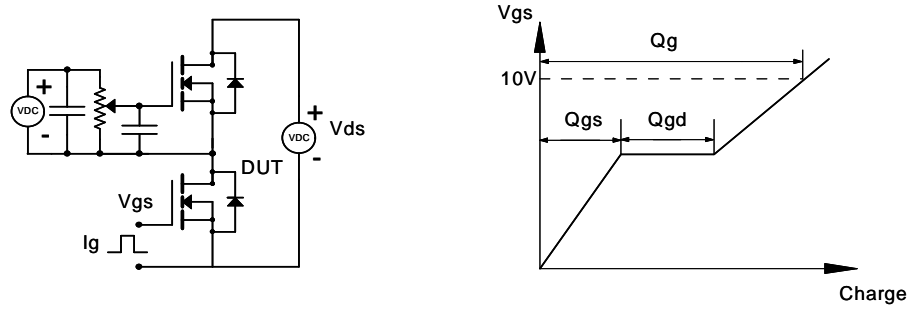 +
VDC
-
+
VDC
-
Vds
DUT
Vgs
Ig
Vgs
Qg
10V
Qgs
Qgd
Charge